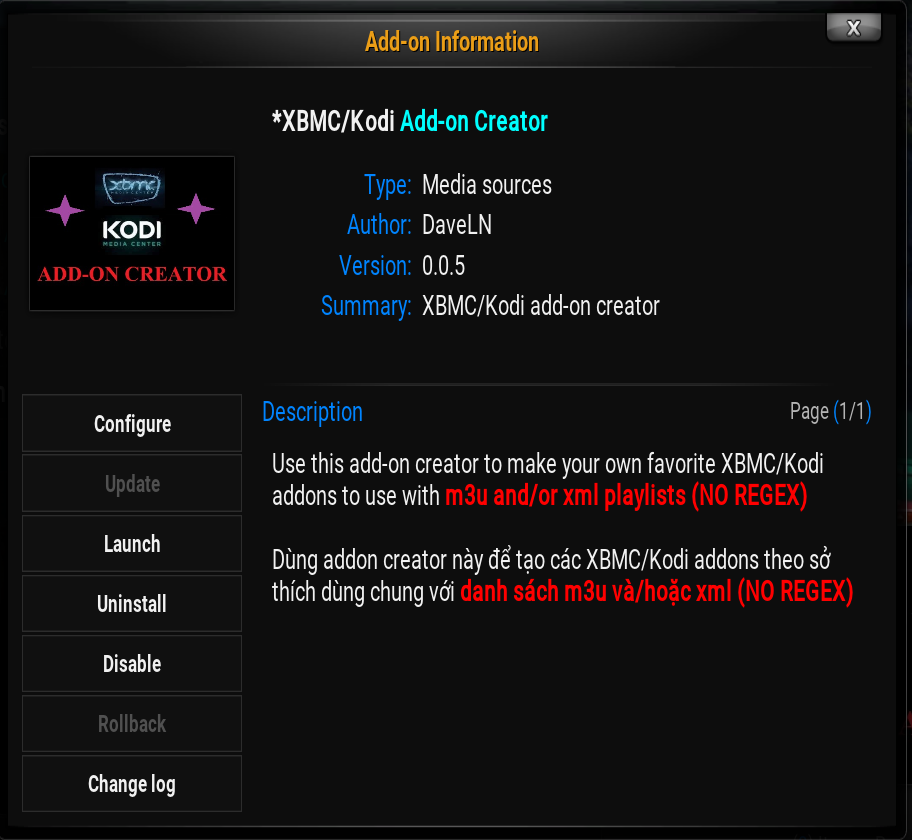 Add-on Information
X
*XBMC/Kodi Add-on Creator
xbmc
MEDIA CENTER
KODI
MEDIA CENTER
ADD-ON CREATOR
Type: Media sources
Author: DaveLN
Version: 0.0.5
Summary: XBMC/Kodi add-on creator
Configure
Update
Launch
Uninstall
Disable
Rollback
Change log
Description
Page (1/1)
Use this add-on creator to make your own favorite XBMC/Kodi
addons to use with m3u and/or xml playlists (NO REGEX)
Dùng addon creator này để tạo các XBMC/Kodi addons theo sở
thích dùng chung với danh sách m3u và/hoặc xml (NO REGEX)